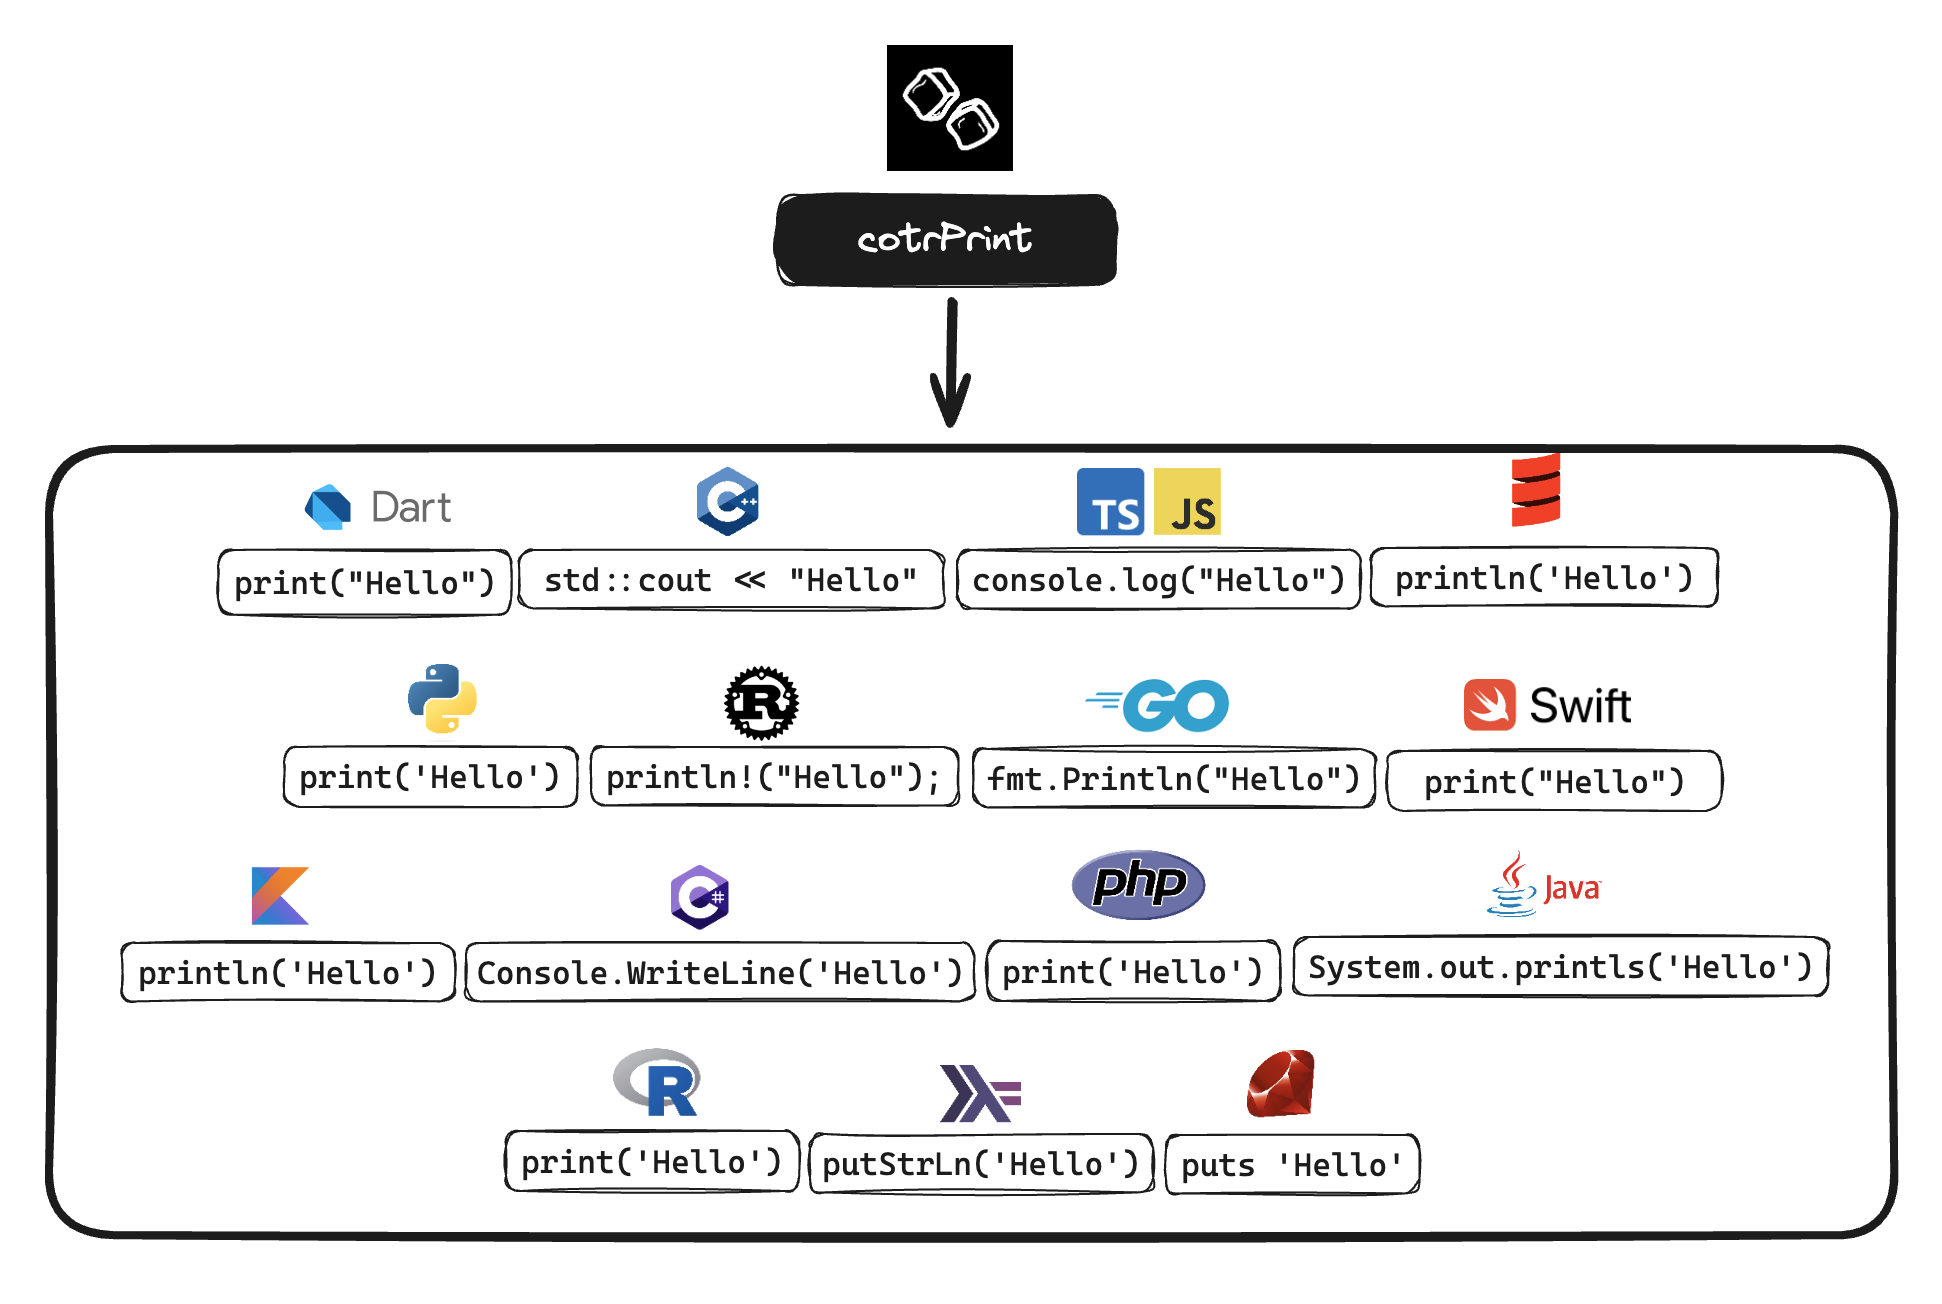 cotrPrint
Dart
C++
TS JS
print("Hello")
std::cout << "Hello"
console.log("Hello")
println('Hello')
R
GO
Swift
print('Hello')
println!("Hello");
fmt.Println("Hello")
print("Hello")
C#
php
Java
println('Hello')
Console.WriteLine('Hello')
print('Hello')
System.out.printls('Hello')
R
print('Hello')
putStrLn('Hello')
puts 'Hello'